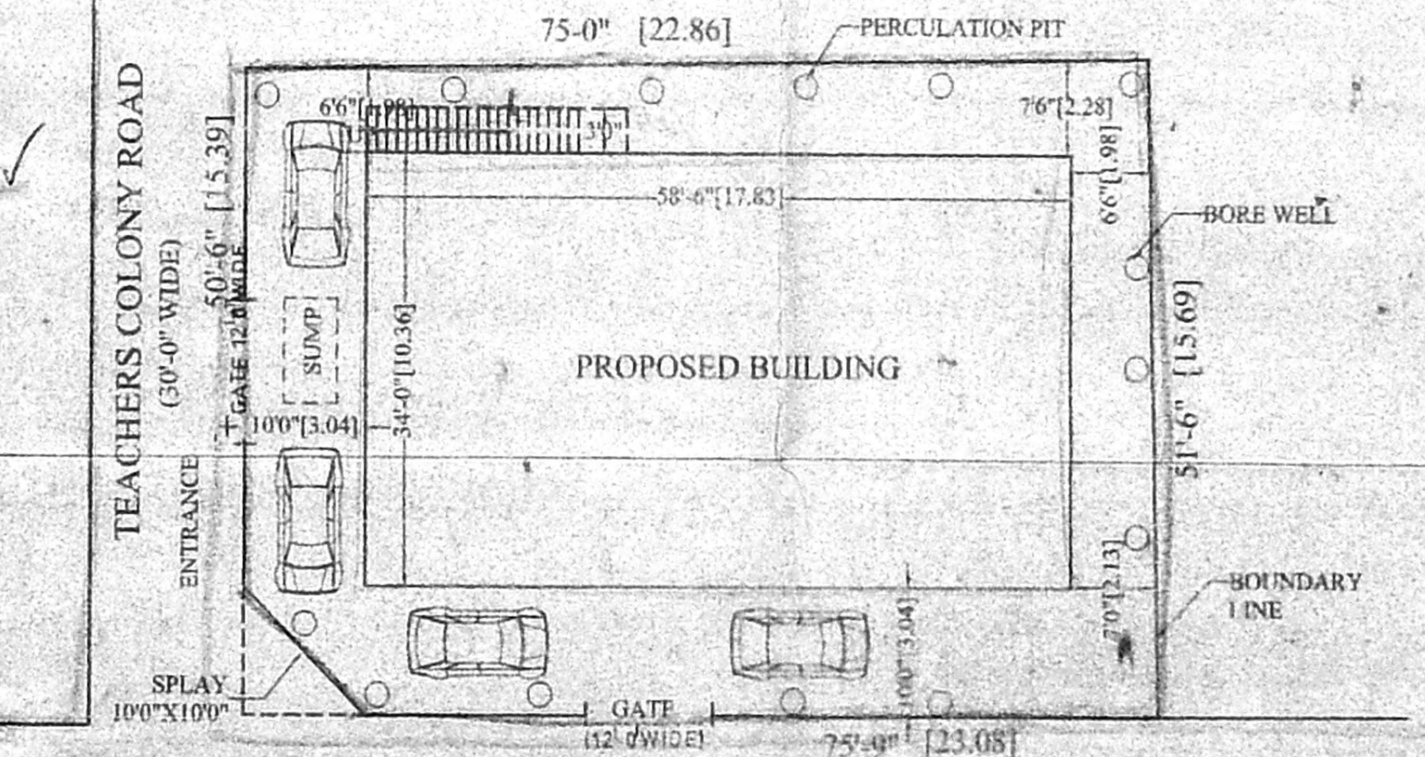 75-0" [22.86]
PERCULATION PIT
6'6"[1.98]
3'0"
7'6"[2.28]
6'6"[1.98]
58'-6"[17.83]
BORE WELL
TEACHERS COLONY ROAD
(30'-0" WIDE)
50'-6" [15.39]
GATE 12'0"WIDE
SUMP
34'-0"[10.36]
PROPOSED BUILDING
51'-6" [15.69]
10'0"[3.04]
ENTRANCE
7'0"[2.13]
BOUNDARY
LINE
10'0"[3.04]
SPLAY
10'0"X10'0"
GATE
(12'0"WIDE)
75'-9" [23.08]